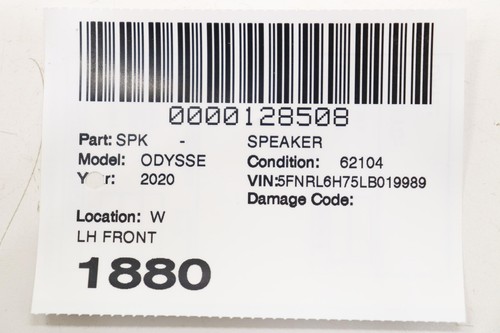 0000128508
Part: SPK - SPEAKER
Model: ODYSSE Condition: 62104
Year: 2020 VIN:5FNRL6H75LB019989
Damage Code:
Location: W
LH FRONT
1880